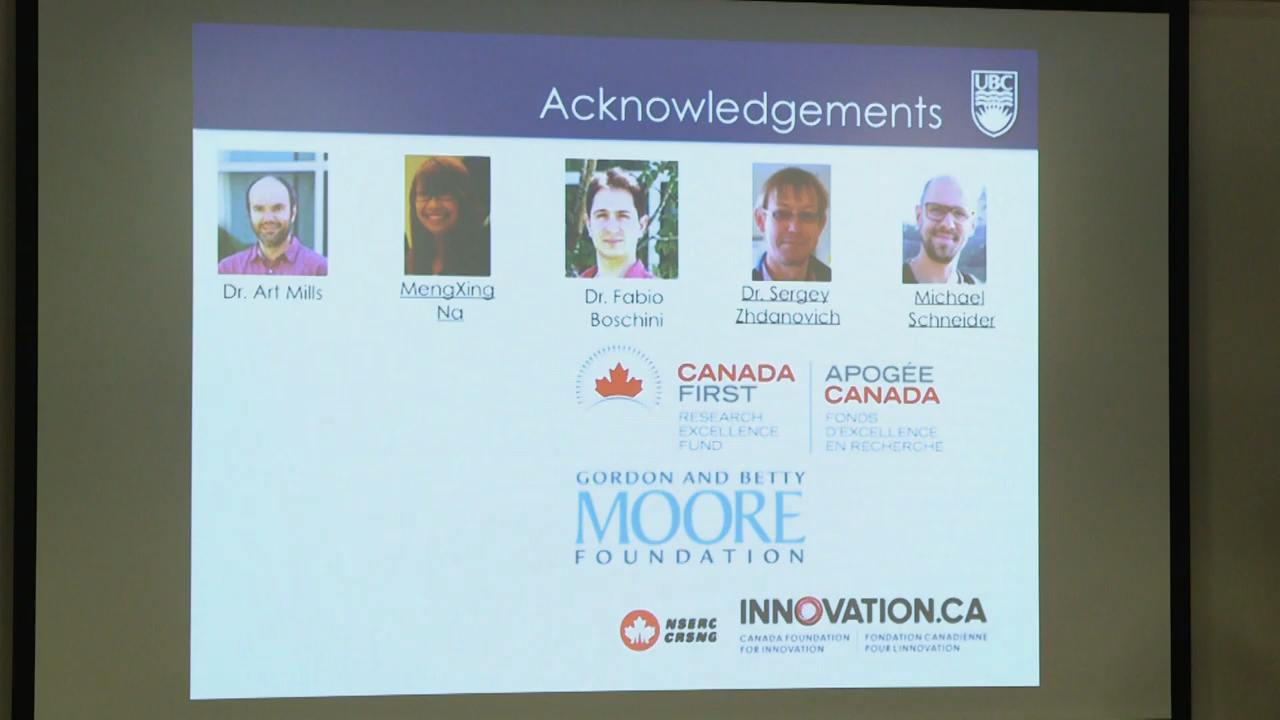 Acknowledgements
UBC
Dr. Art Mills
MengXing
Na
Dr. Fabio
Boschini
Dr. Sergey
Zhdanovich
Michael
Schneider
CANADA
FIRST
RESEARCH
EXCELLENCE
FUND
APOGÉE
CANADA
FONDS
D'EXCELLENCE
EN RECHERCHE
GORDON AND BETTY
MOORE
FOUNDATION
NSERC
CRSNG
INNOVATION.CA
CANADA FOUNDATION
FOR INNOVATION
FONDATION CANADIENNE
POUR L'INNOVATION